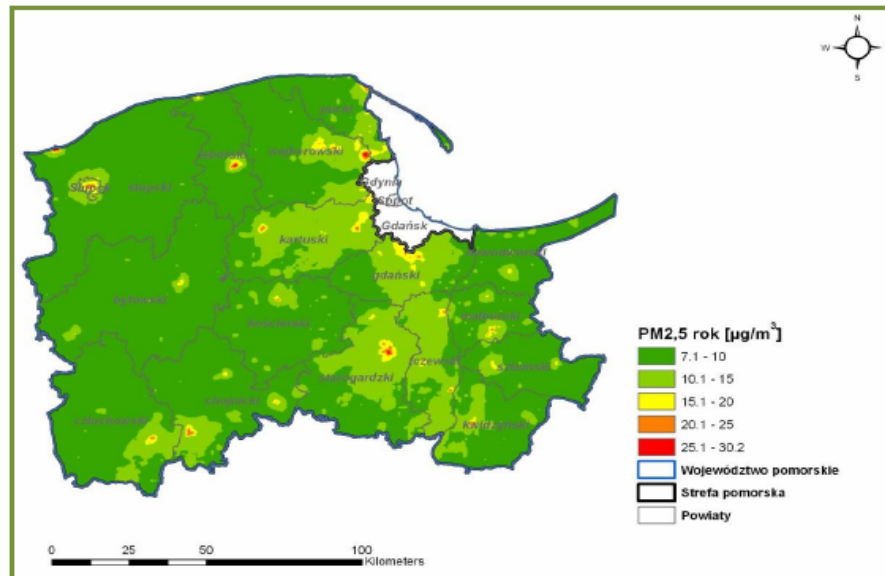 N
W
E
S
pucki
wejherowski
lęborski
Słupsk
słupski
Gdynia
Sopot
Gdańsk
kartuski
nowodworski
gdański
bytowski
kościerski
malborski
sztumski
tczewski
starogardzki
chojnicki
człuchowski
kwidzyński
PM2,5 rok [µg/m³]
7.1 - 10
10.1 - 15
15.1 - 20
20.1 - 25
25.1 - 30.2
Województwo pomorskie
Strefa pomorska
Powiaty
0
25
50
100
Kilometers